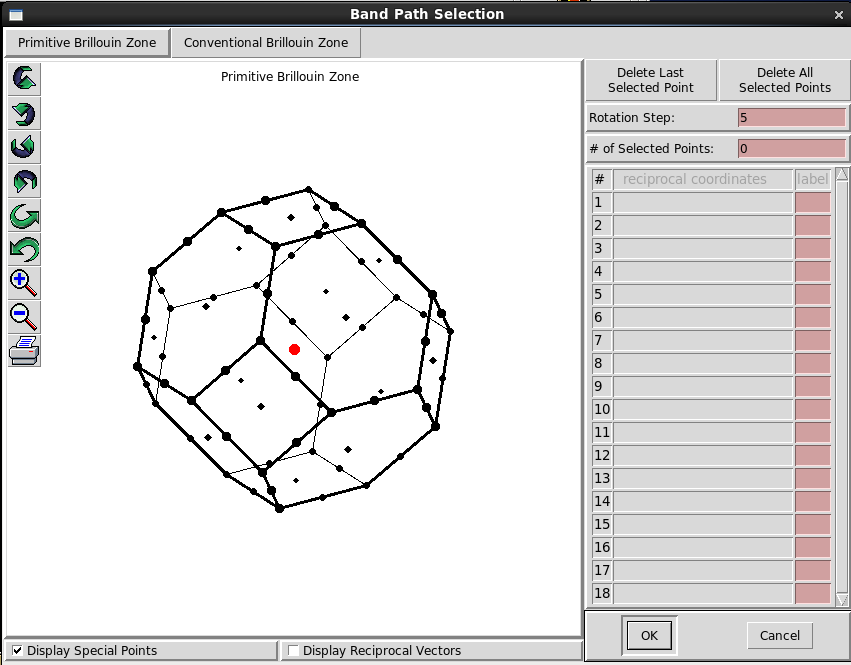 Band Path Selection
Primitive Brillouin Zone
Conventional Brillouin Zone
Primitive Brillouin Zone
Delete Last
Selected Point
Delete All
Selected Points
Rotation Step:
5
# of Selected Points:
0
# reciprocal coordinates label
1
2
3
4
5
6
7
8
9
10
11
12
13
14
15
16
17
18
OK
Cancel
Display Special Points
Display Reciprocal Vectors